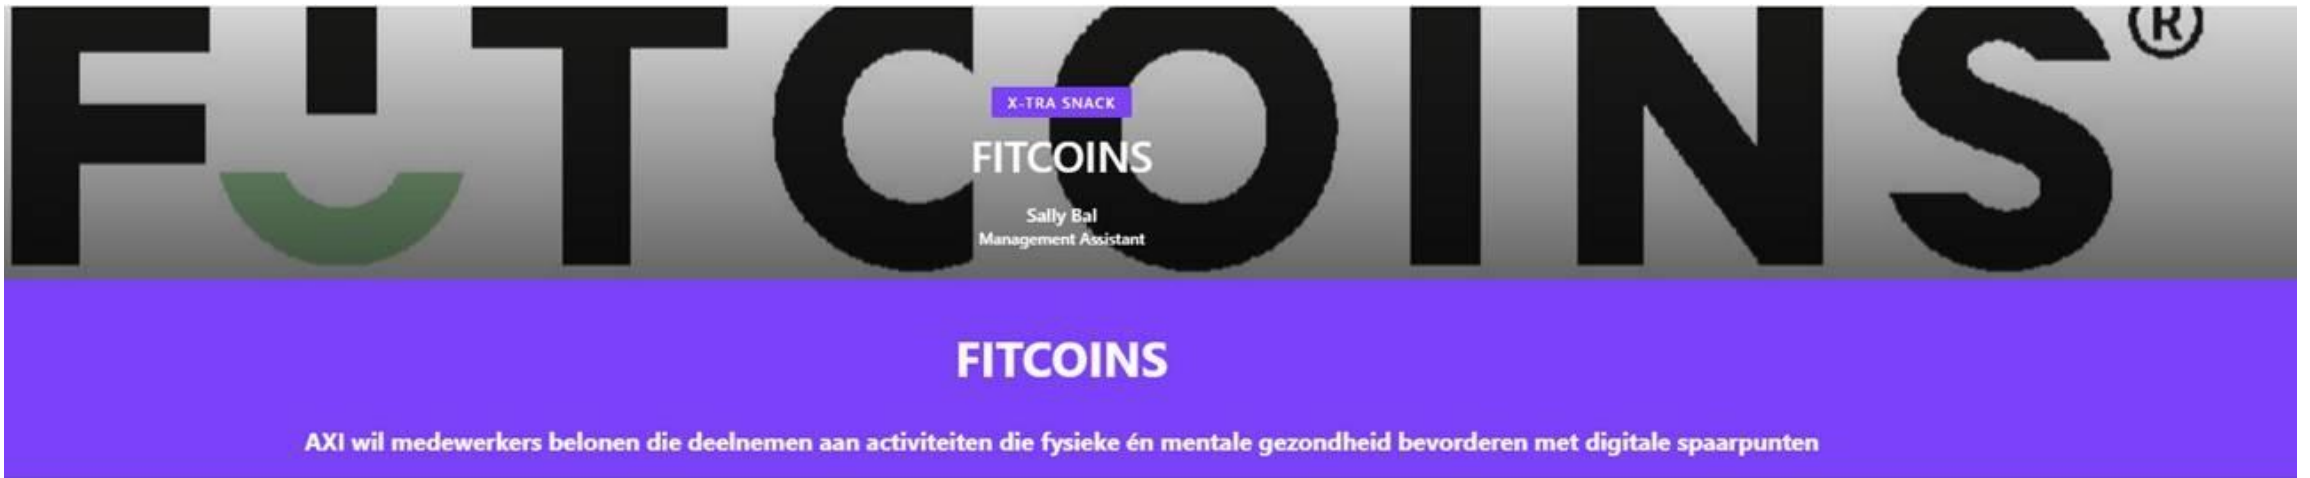 FITCOINS®
X-TRA SNACK
FITCOINS
Sally Bal
Management Assistant
FITCOINS
AXI wil medewerkers belonen die deelnemen aan activiteiten die fysieke én mentale gezondheid bevorderen met digitale spaarpunten